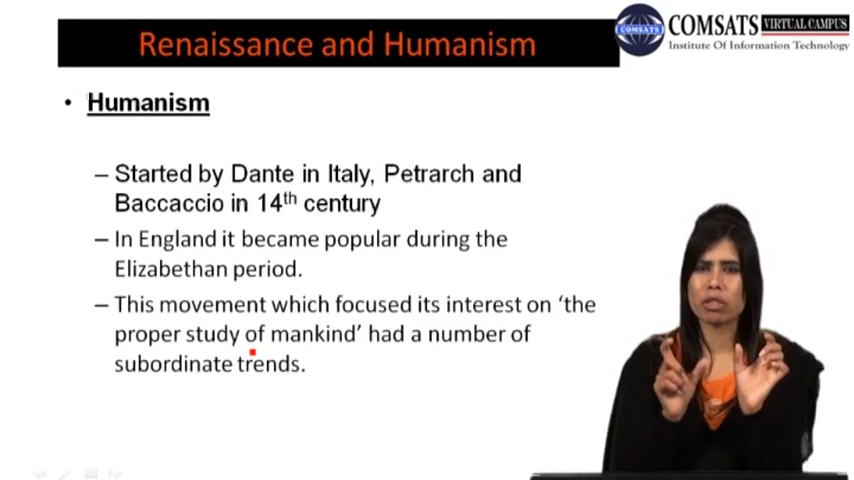 Renaissance and Humanism
COMSATS
COMSATS VIRTUAL CAMPUS
Institute Of Information Technology
• Humanism
– Started by Dante in Italy, Petrarch and
Baccaccio in 14th century
– In England it became popular during the
Elizabethan period.
– This movement which focused its interest on ‘the
proper study of mankind’ had a number of
subordinate trends.